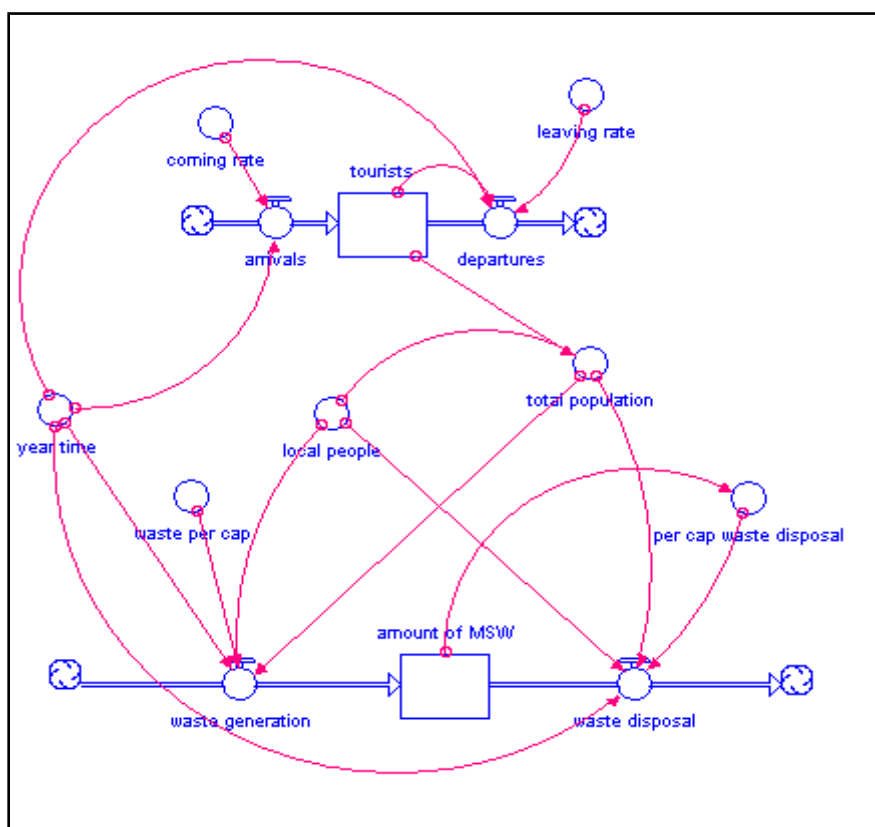 leaving rate
coming rate
tourists
arrivals
departures
total population
year time
local people
waste per cap
per cap waste disposal
amount of MSW
waste generation
waste disposal